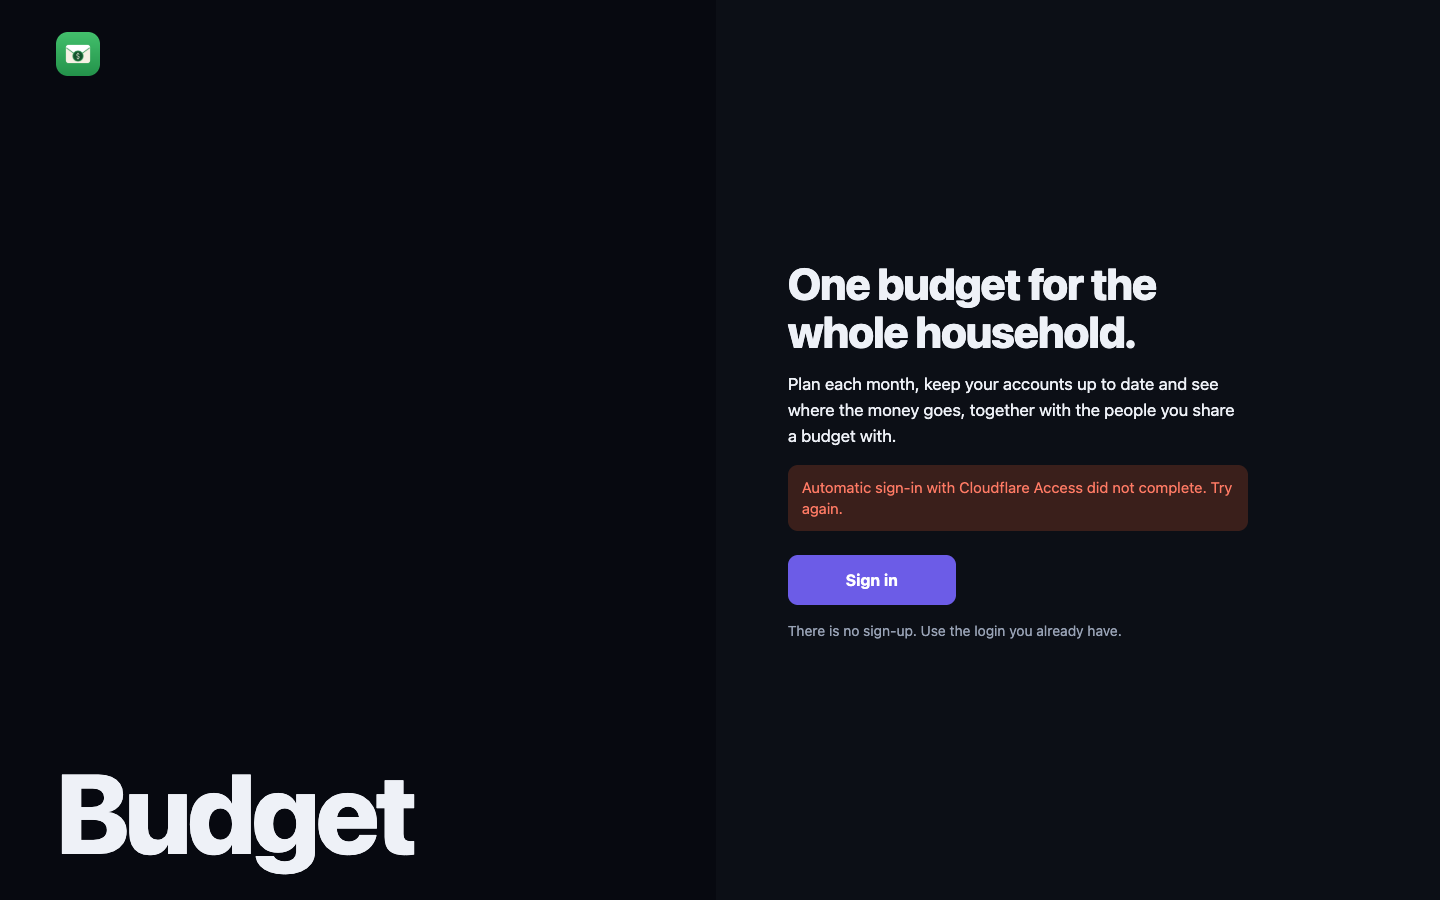 One budget for the
whole household.
Plan each month, keep your accounts up to date and see
where the money goes, together with the people you share
a budget with.
Automatic sign-in with Cloudflare Access did not complete. Try
again.
Sign in
There is no sign-up. Use the login you already have.
Budget